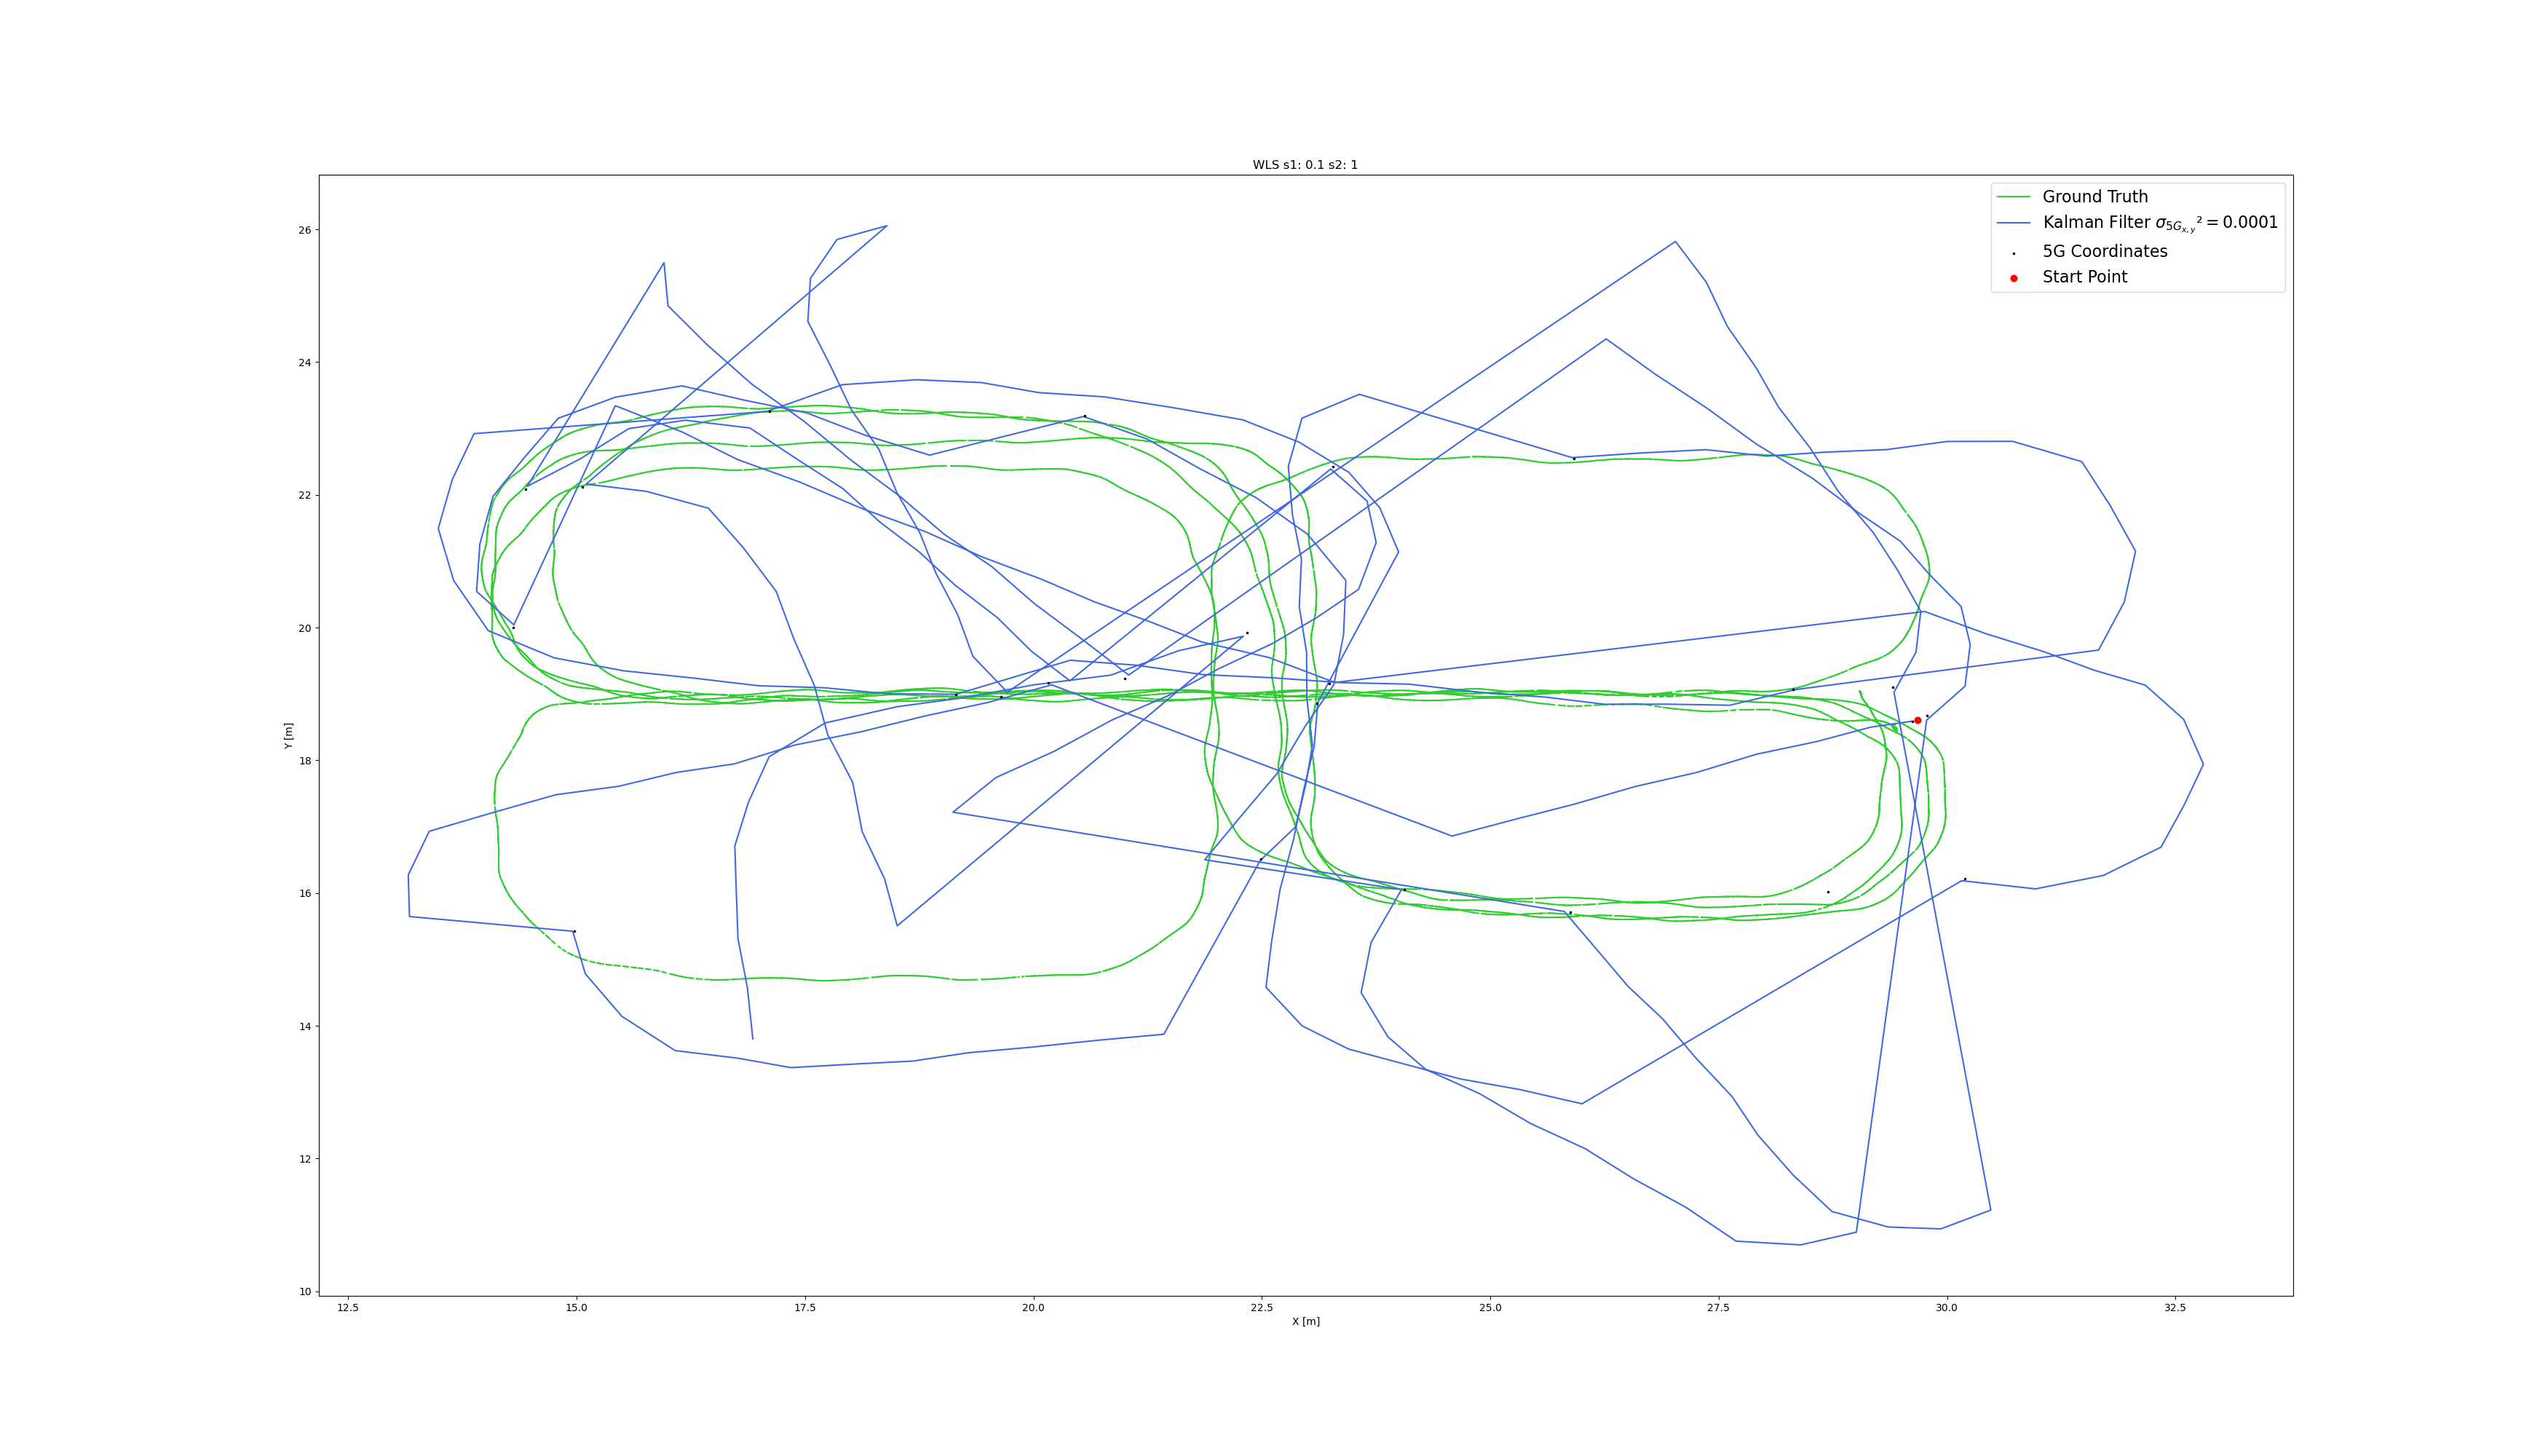 WLS s1: 0.1 s2: 1
Ground Truth
Kalman Filter σ5Gx,y² = 0.0001
5G Coordinates
Start Point
26
24
22
20
18
16
14
12
10
Y [m]
12.5 15.0 17.5 20.0 22.5 25.0 27.5 30.0 32.5
X [m]